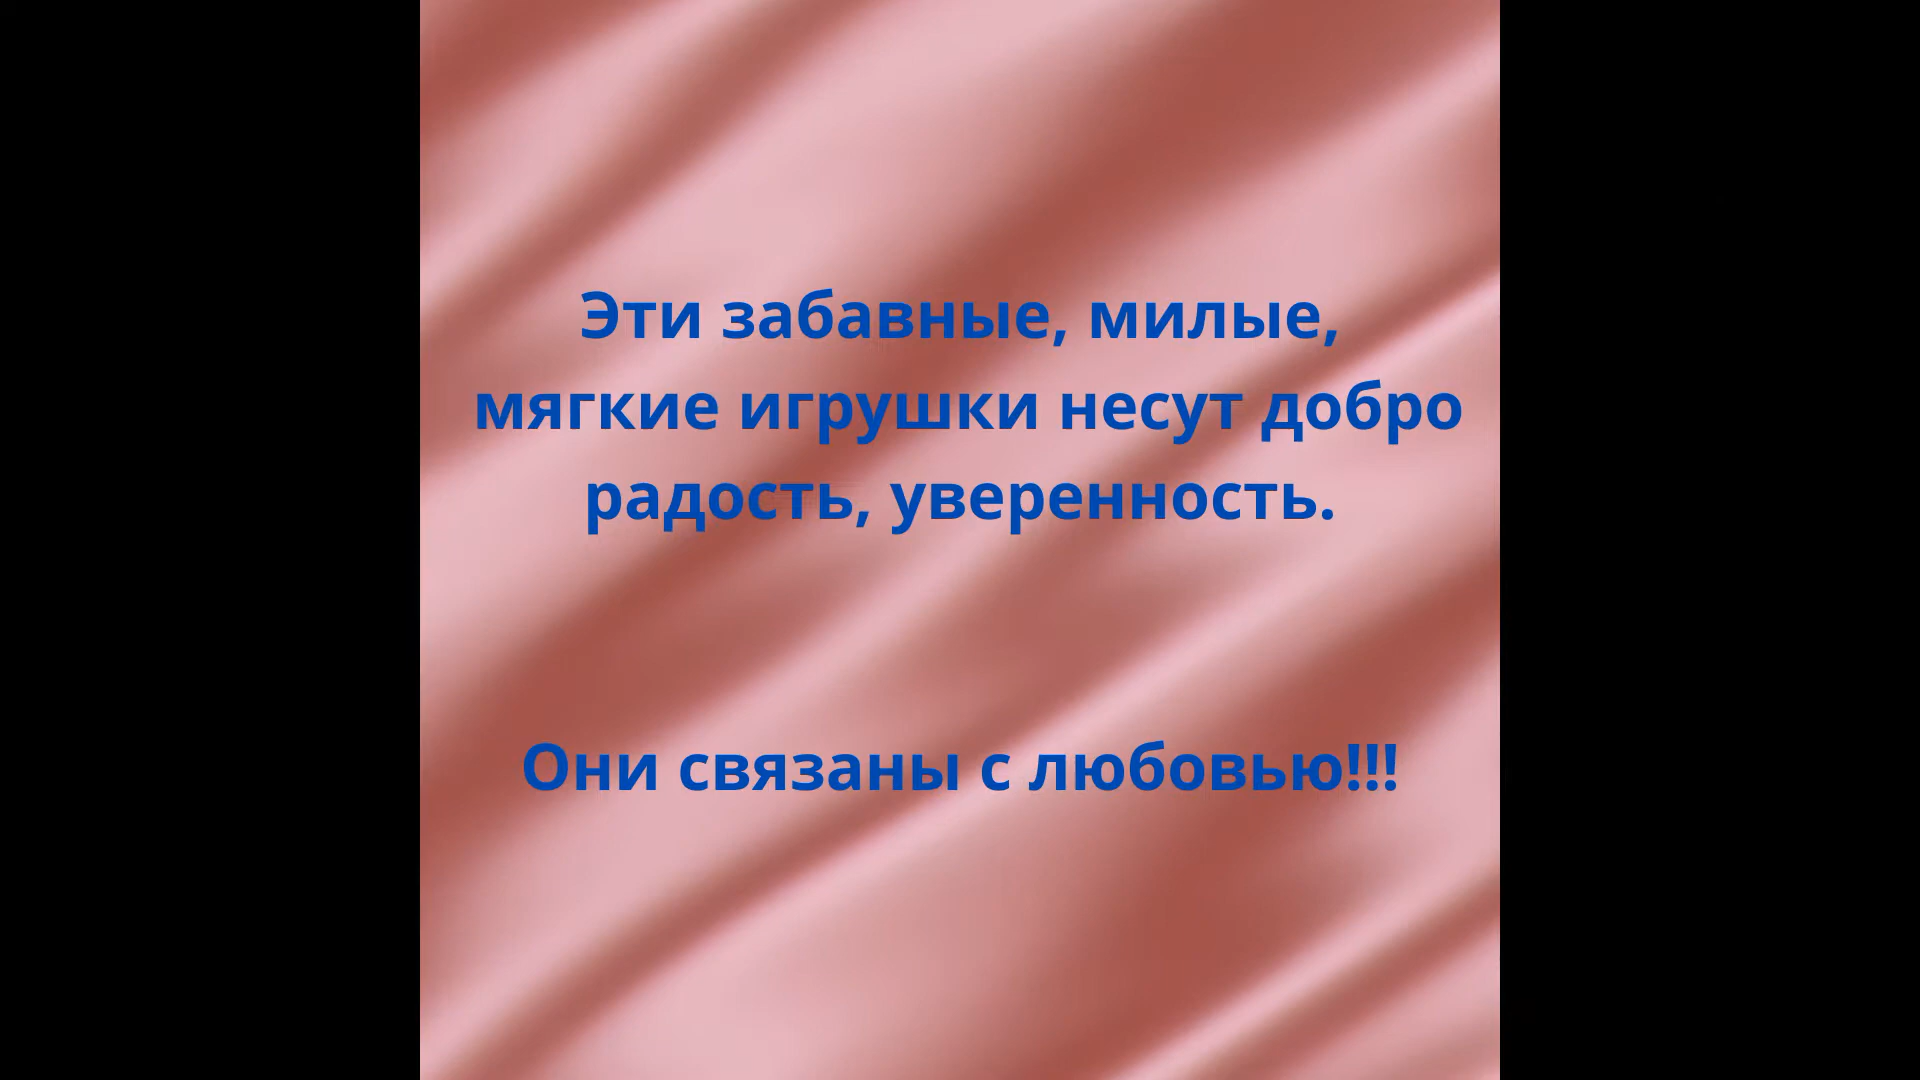 Эти забавные, милые,
мягкие игрушки несут добро
радость, уверенность.
Они связаны с любовью!!!